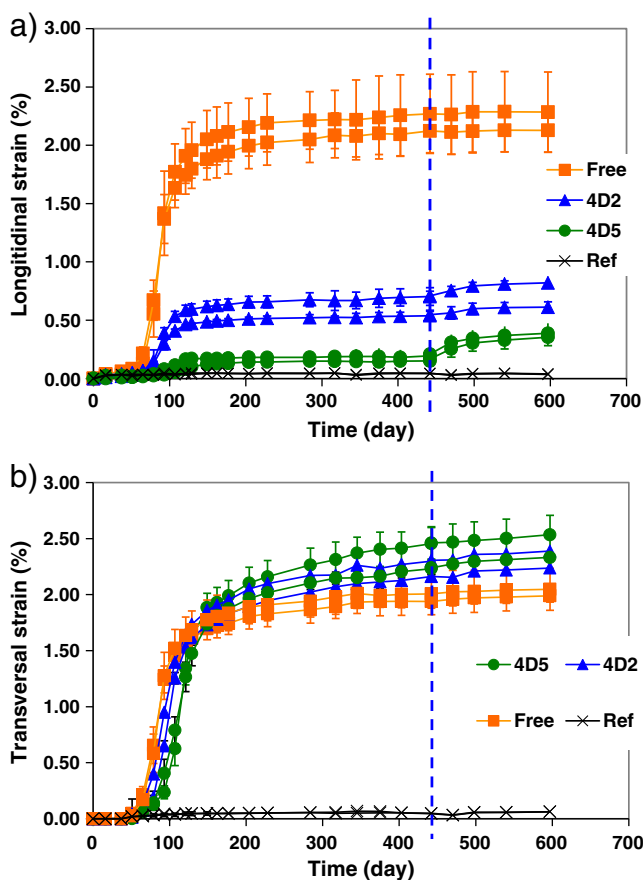 a)
3.00
2.50
2.00
1.50
1.00
0.50
0.00
Longitidinal strain (%)
Free
4D2
4D5
Ref
0 100 200 300 400 500 600 700
Time (day)
b)
3.00
2.50
2.00
1.50
1.00
0.50
0.00
Transversal strain (%)
4D5 4D2
Free Ref
0 100 200 300 400 500 600 700
Time (day)